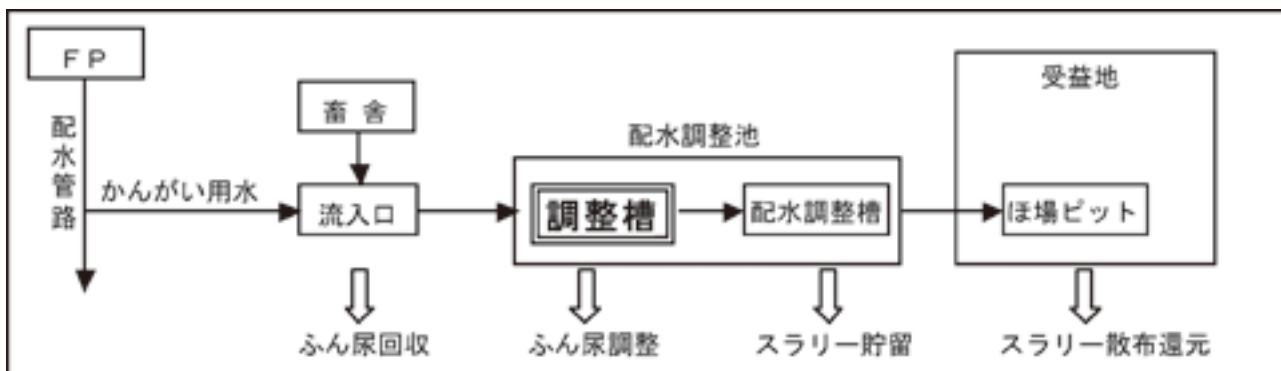 ＦＰ
配水管路
かんがい用水
畜舎
流入口
配水調整池
調整槽
配水調整槽
受益地
ほ場ピット
ふん尿回収
ふん尿調整
スラリー貯留
スラリー散布還元